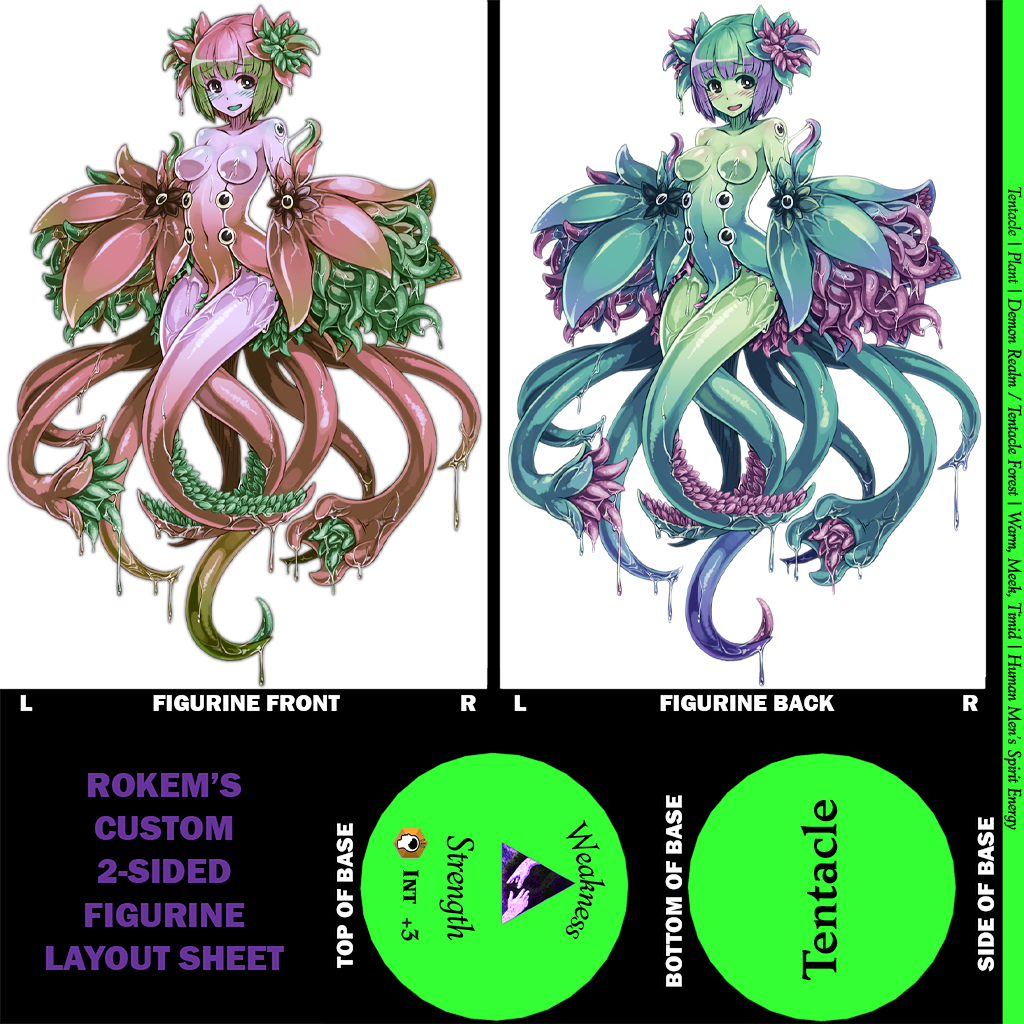 L
FIGURINE FRONT
R
L
FIGURINE BACK
R
Tentacle | Plant | Demon Realm / Tentacle Forest | Warm, Meek, Timid | Human Men's Spirit Energy
ROKEM'S
CUSTOM
2-SIDED
FIGURINE
LAYOUT SHEET
TOP OF BASE
Weakness
Strength
INT +3
BOTTOM OF BASE
Tentacle
SIDE OF BASE